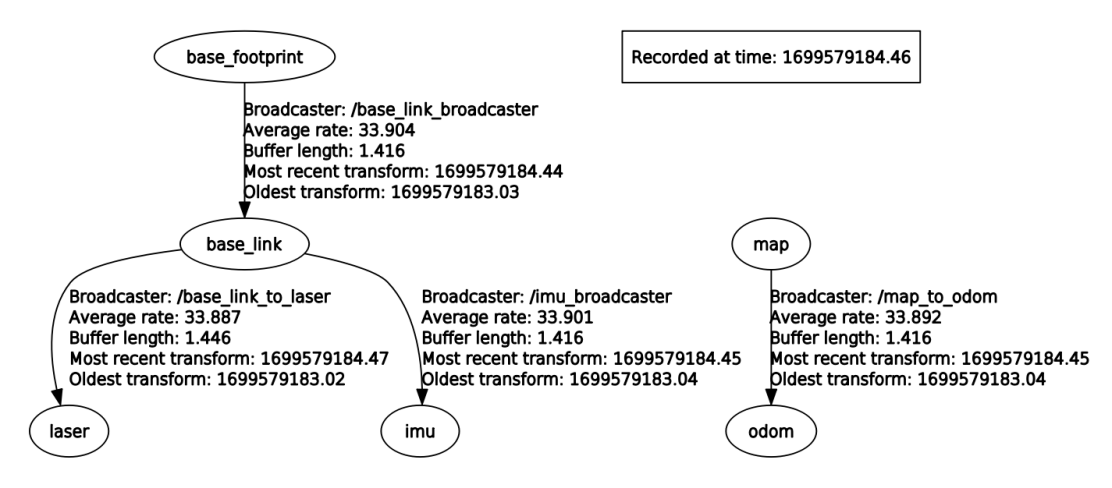 base_footprint
Recorded at time: 1699579184.46
Broadcaster: /base_link_broadcaster
Average rate: 33.904
Buffer length: 1.416
Most recent transform: 1699579184.44
Oldest transform: 1699579183.03
base_link
map
Broadcaster: /base_link_to_laser
Average rate: 33.887
Buffer length: 1.446
Most recent transform: 1699579184.47
Oldest transform: 1699579183.02
Broadcaster: /imu_broadcaster
Average rate: 33.901
Buffer length: 1.416
Most recent transform: 1699579184.45
Oldest transform: 1699579183.04
Broadcaster: /map_to_odom
Average rate: 33.892
Buffer length: 1.416
Most recent transform: 1699579184.45
Oldest transform: 1699579183.04
laser
imu
odom